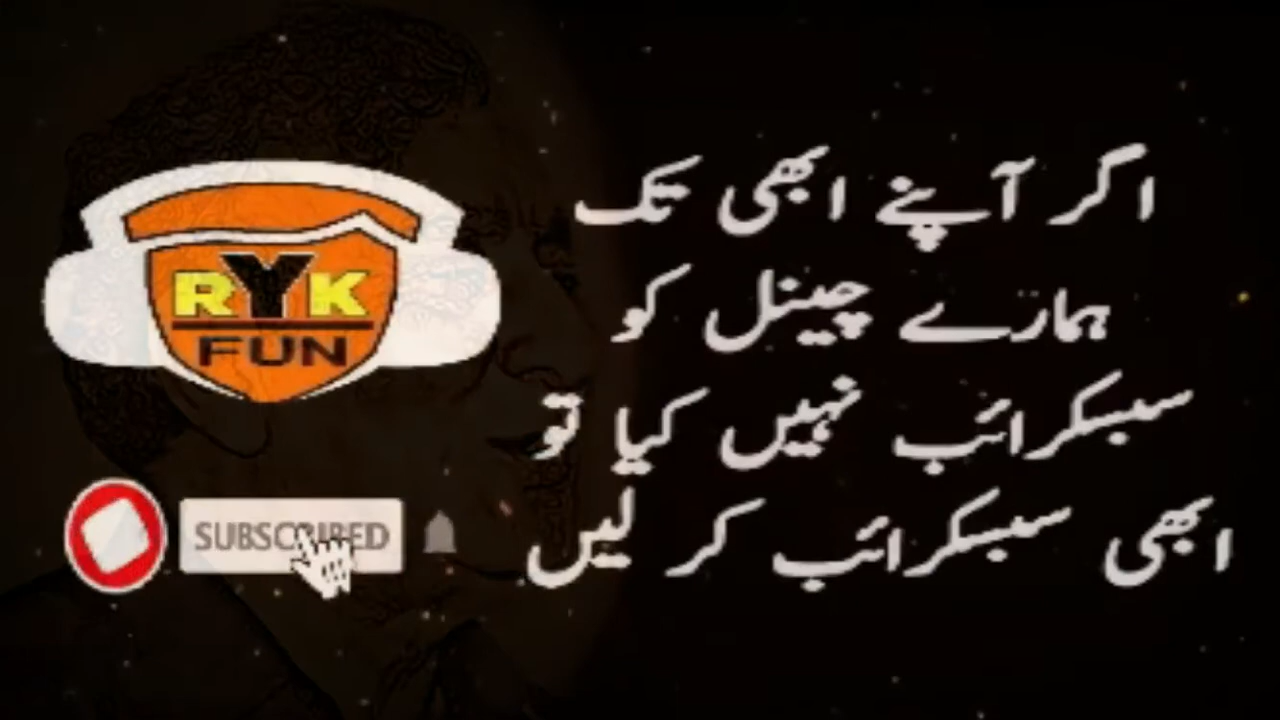 RYK
FUN
SUBSCRIBED
اگر آپنے ابھی تک
ہمارے چینل کو
سبسکرائب نہیں کیا تو
ابھی سبسکرائب کر لیں